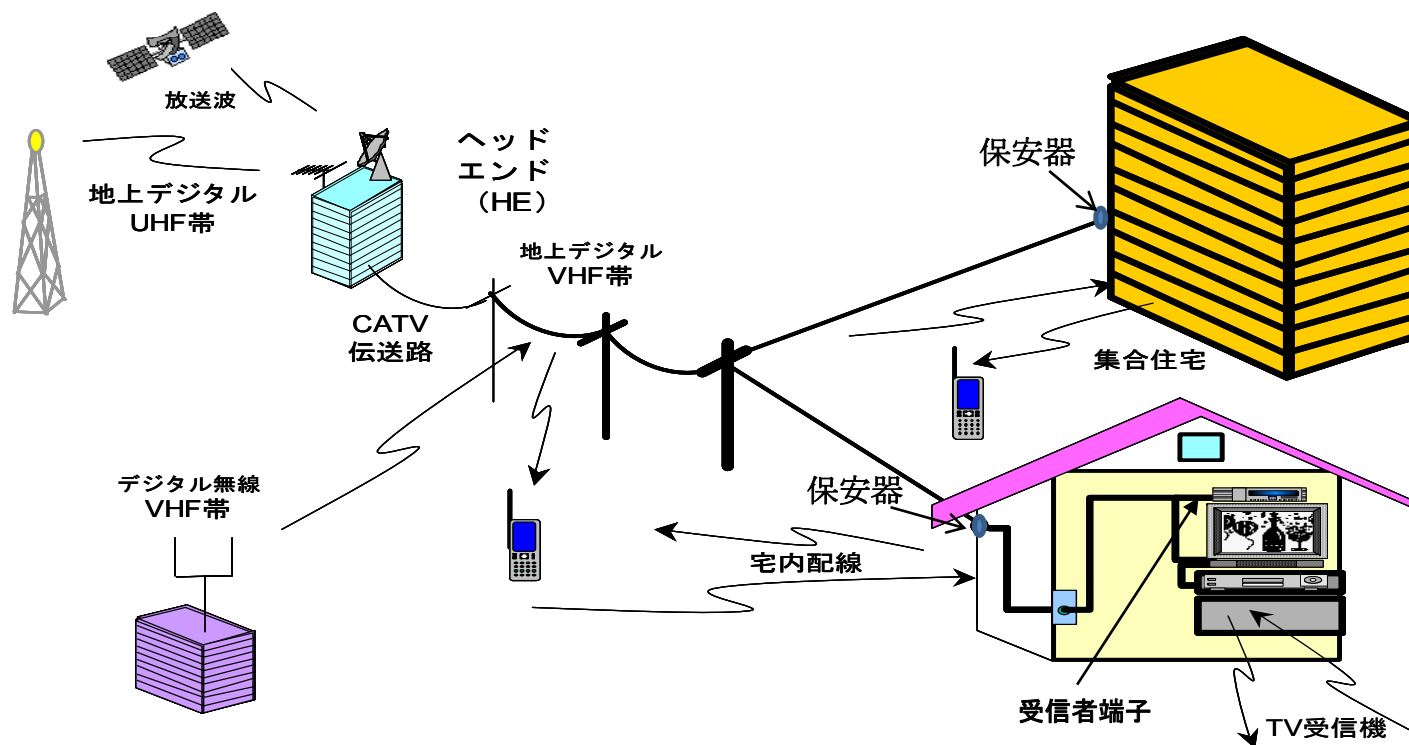 放送波
地上デジタル
UHF帯
ヘッド
エンド
（HE）
地上デジタル
VHF帯
CATV
伝送路
保安器
集合住宅
デジタル無線
VHF帯
保安器
宅内配線
受信者端子
TV受信機